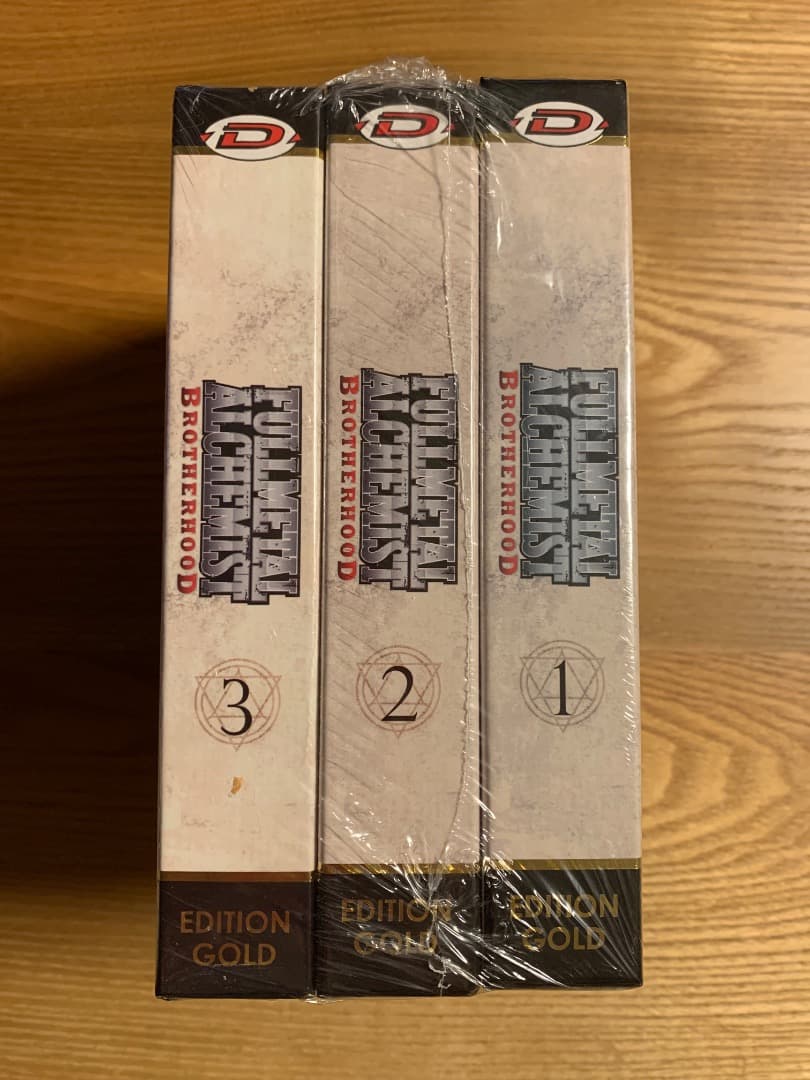 D
FULLMETAL
ALCHEMIST
BROTHERHOOD
3
EDITION
GOLD
D
FULLMETAL
ALCHEMIST
BROTHERHOOD
2
EDITION
GOLD
D
FULLMETAL
ALCHEMIST
BROTHERHOOD
1
EDITION
GOLD